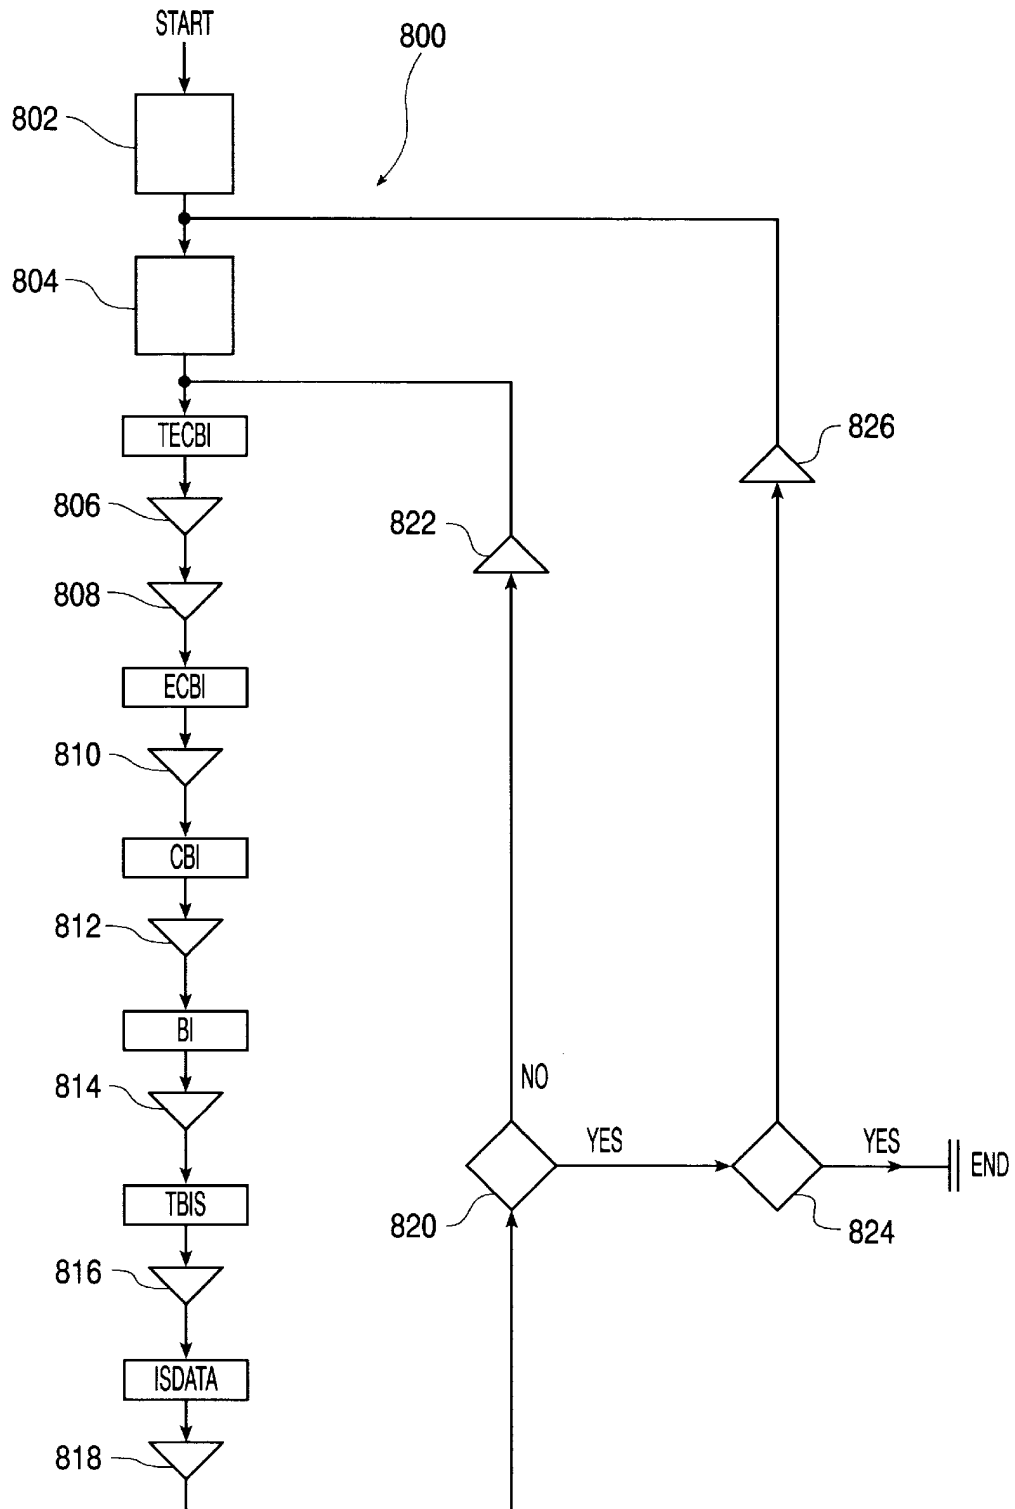 START
800
802
804
TECBI
826
806
822
808
ECBI
810
CBI
812
BI
NO
814
YES
YES
END
TBIS
820
824
816
ISDATA
818